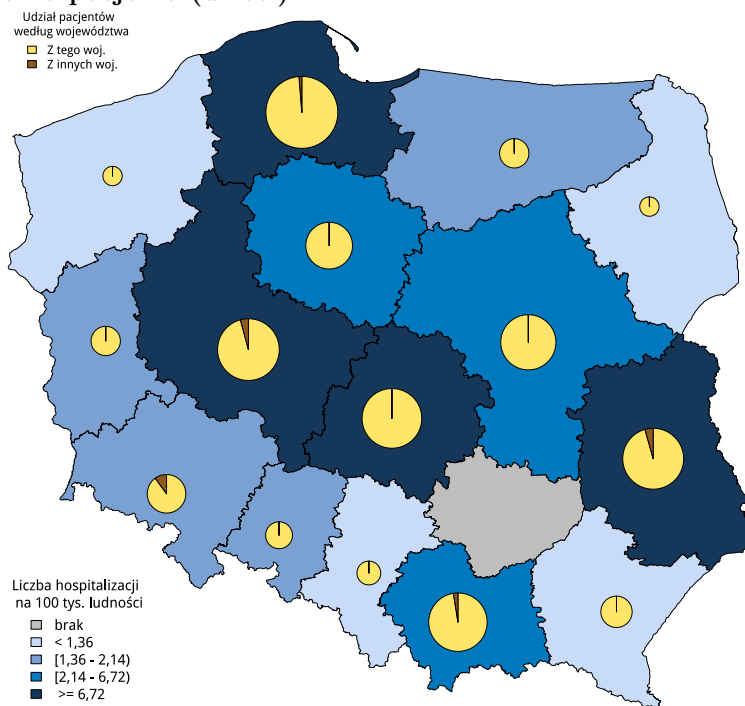 Udział pacjentów
według województwa
Z tego woj.
Z innych woj.
Liczba hospitalizacji
na 100 tys. ludności
brak
< 1,36
[1,36 - 2,14)
[2,14 - 6,72)
>= 6,72